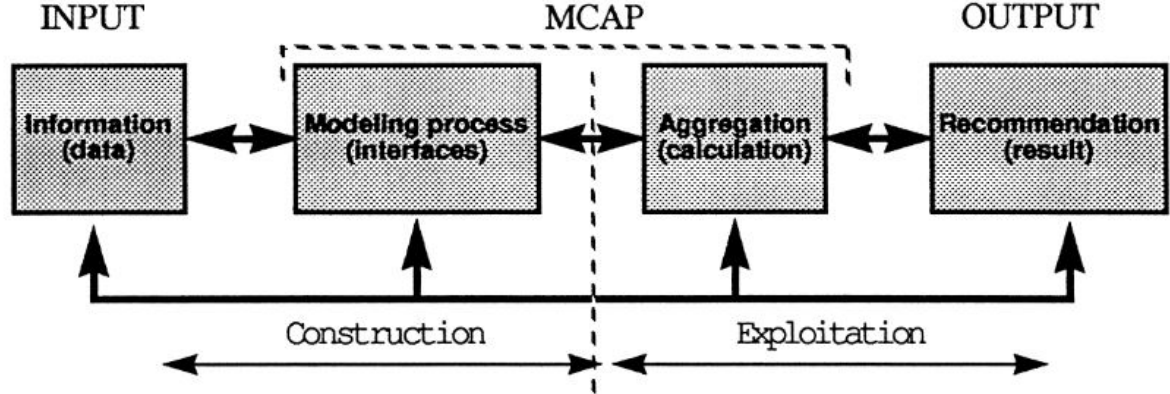 INPUT
MCAP
OUTPUT
Information
(data)
Modeling process
(interfaces)
Aggregation
(calculation)
Recommendation
(result)
Construction
Exploitation